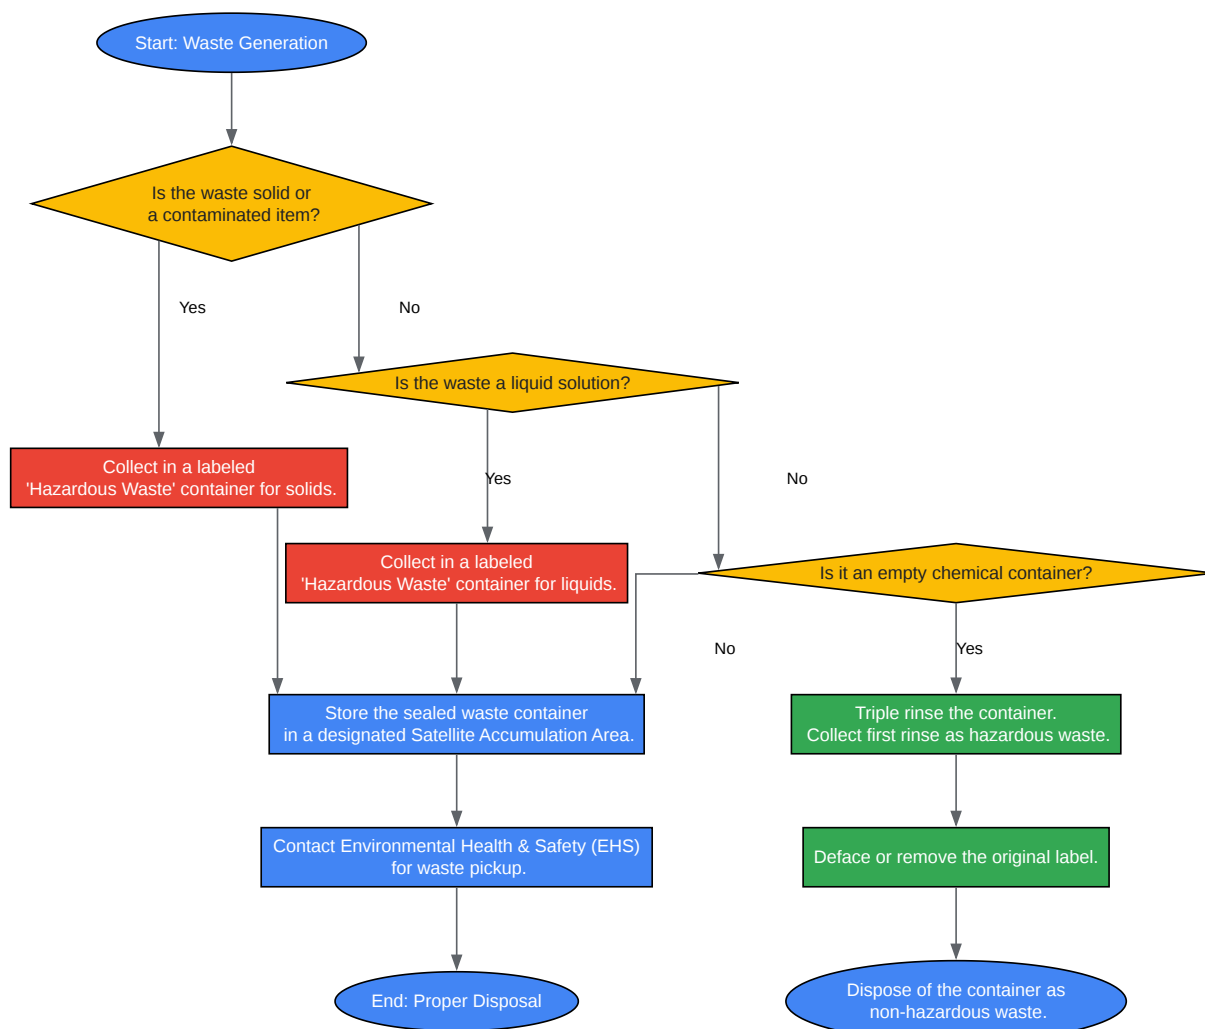 Start: Waste Generation
Is the waste solid or
a contaminated item?
Yes
No
Is the waste a liquid solution?
Collect in a labeled
'Hazardous Waste' container for solids.
Yes
No
Collect in a labeled
'Hazardous Waste' container for liquids.
Is it an empty chemical container?
No
Yes
Store the sealed waste container
in a designated Satellite Accumulation Area.
Triple rinse the container.
Collect first rinse as hazardous waste.
Contact Environmental Health & Safety (EHS)
for waste pickup.
Deface or remove the original label.
End: Proper Disposal
Dispose of the container as
non-hazardous waste.